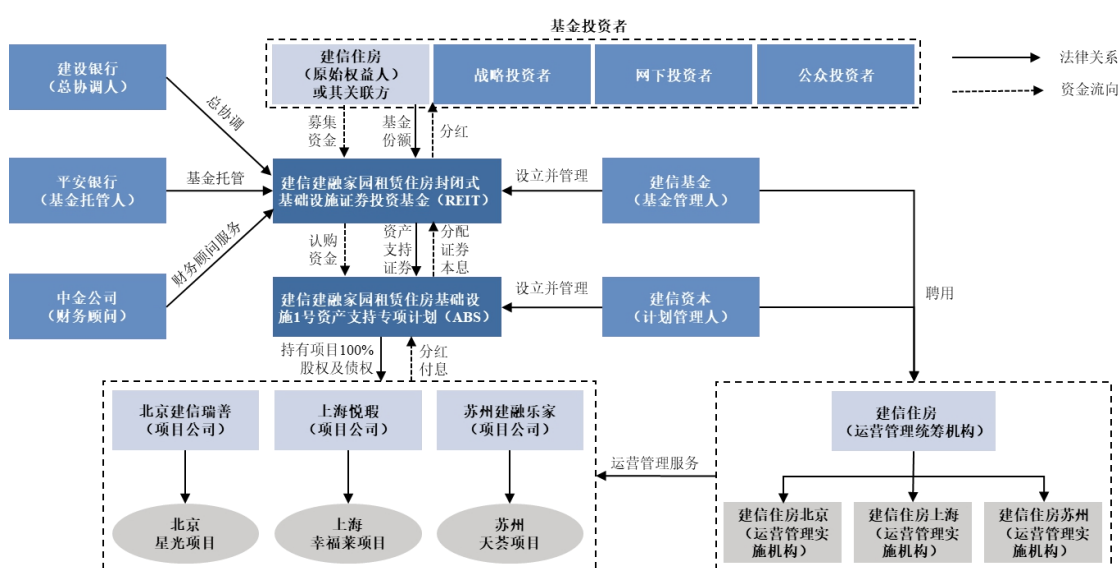 基金投资者
建设银行
（总协调人）
建信住房
（原始权益人）
或其关联方
战略投资者
网下投资者
公众投资者
法律关系
资金流向
总协调
募集
资金
基金
份额
分红
平安银行
（基金托管人）
基金托管
建信建融家园租赁住房封闭式
基础设施证券投资基金（REIT）
设立并管理
建信基金
（基金管理人）
财务顾问服务
认购
资金
资产
支持
证券
分配
证券
本息
中金公司
（财务顾问）
建信建融家园租赁住房基础设
施1号资产支持专项计划（ABS）
设立并管理
建信资本
（计划管理人）
聘用
持有项目100%
股权及债权
分红
付息
北京建信瑞善
（项目公司）
上海悦瑕
（项目公司）
苏州建融乐家
（项目公司）
建信住房
（运营管理统筹机构）
运营管理服务
北京
星光项目
上海
幸福莱项目
苏州
天荟项目
建信住房北京
（运营管理实
施机构）
建信住房上海
（运营管理实
施机构）
建信住房苏州
（运营管理实
施机构）